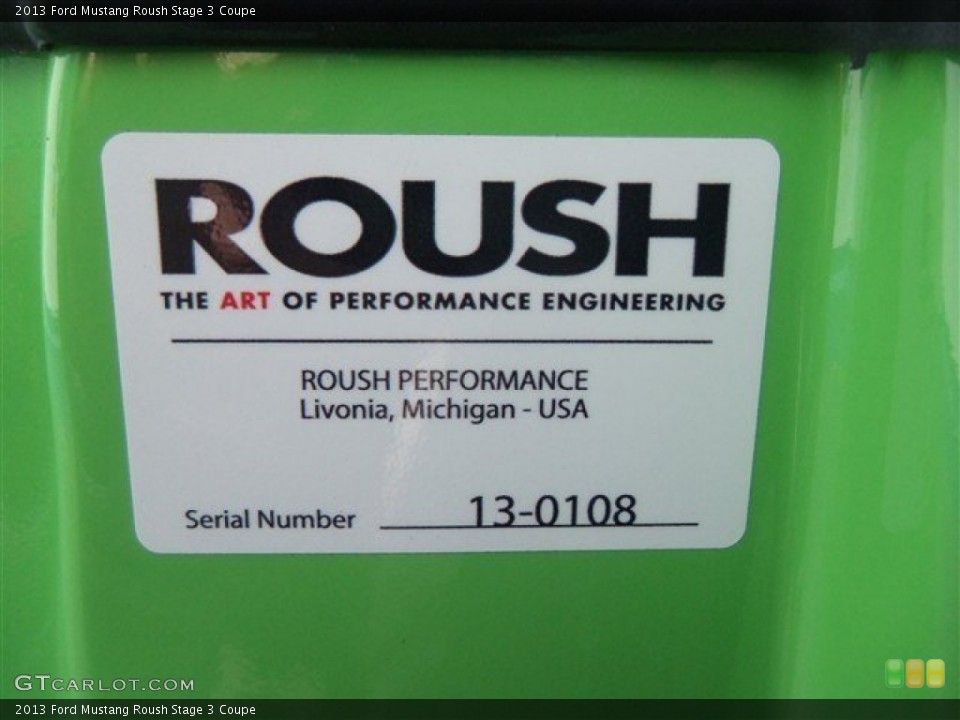 2013 Ford Mustang Roush Stage 3 Coupe
ROUSH
THE ART OF PERFORMANCE ENGINEERING
ROUSH PERFORMANCE
Livonia, Michigan - USA
Serial Number 13-0108
GTCARLOT.COM
2013 Ford Mustang Roush Stage 3 Coupe